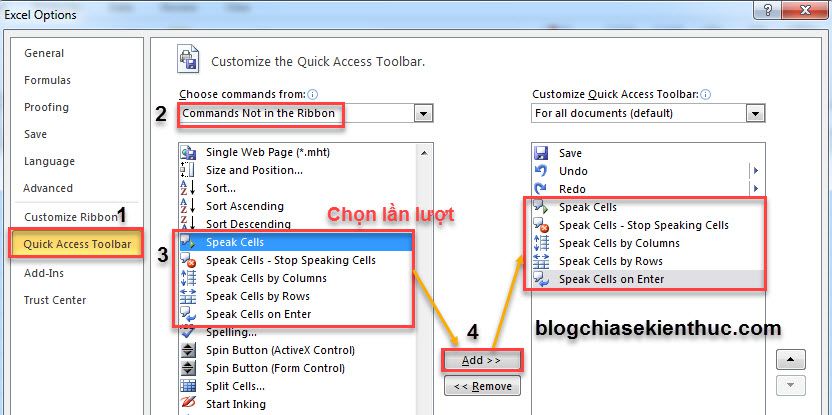 Excel Options
?
General
Formulas
Proofing
Save
Language
Advanced
Customize Ribbon
1
Quick Access Toolbar
Add-Ins
Trust Center
Customize the Quick Access Toolbar.
Choose commands from:
2
Commands Not in the Ribbon
Single Web Page (*.mht)
Size and Position...
Sort...
Sort Ascending
Sort Descending
Chọn lần lượt
3
Speak Cells
Speak Cells - Stop Speaking Cells
Speak Cells by Columns
Speak Cells by Rows
Speak Cells on Enter
Spelling...
Spin Button (ActiveX Control)
Spin Button (Form Control)
Split Cells...
Start Inking
4
Add >>
<< Remove
Customize Quick Access Toolbar:
For all documents (default)
Save
Undo
Redo
Speak Cells
Speak Cells - Stop Speaking Cells
Speak Cells by Columns
Speak Cells by Rows
Speak Cells on Enter
blogchiasekienthuc.com